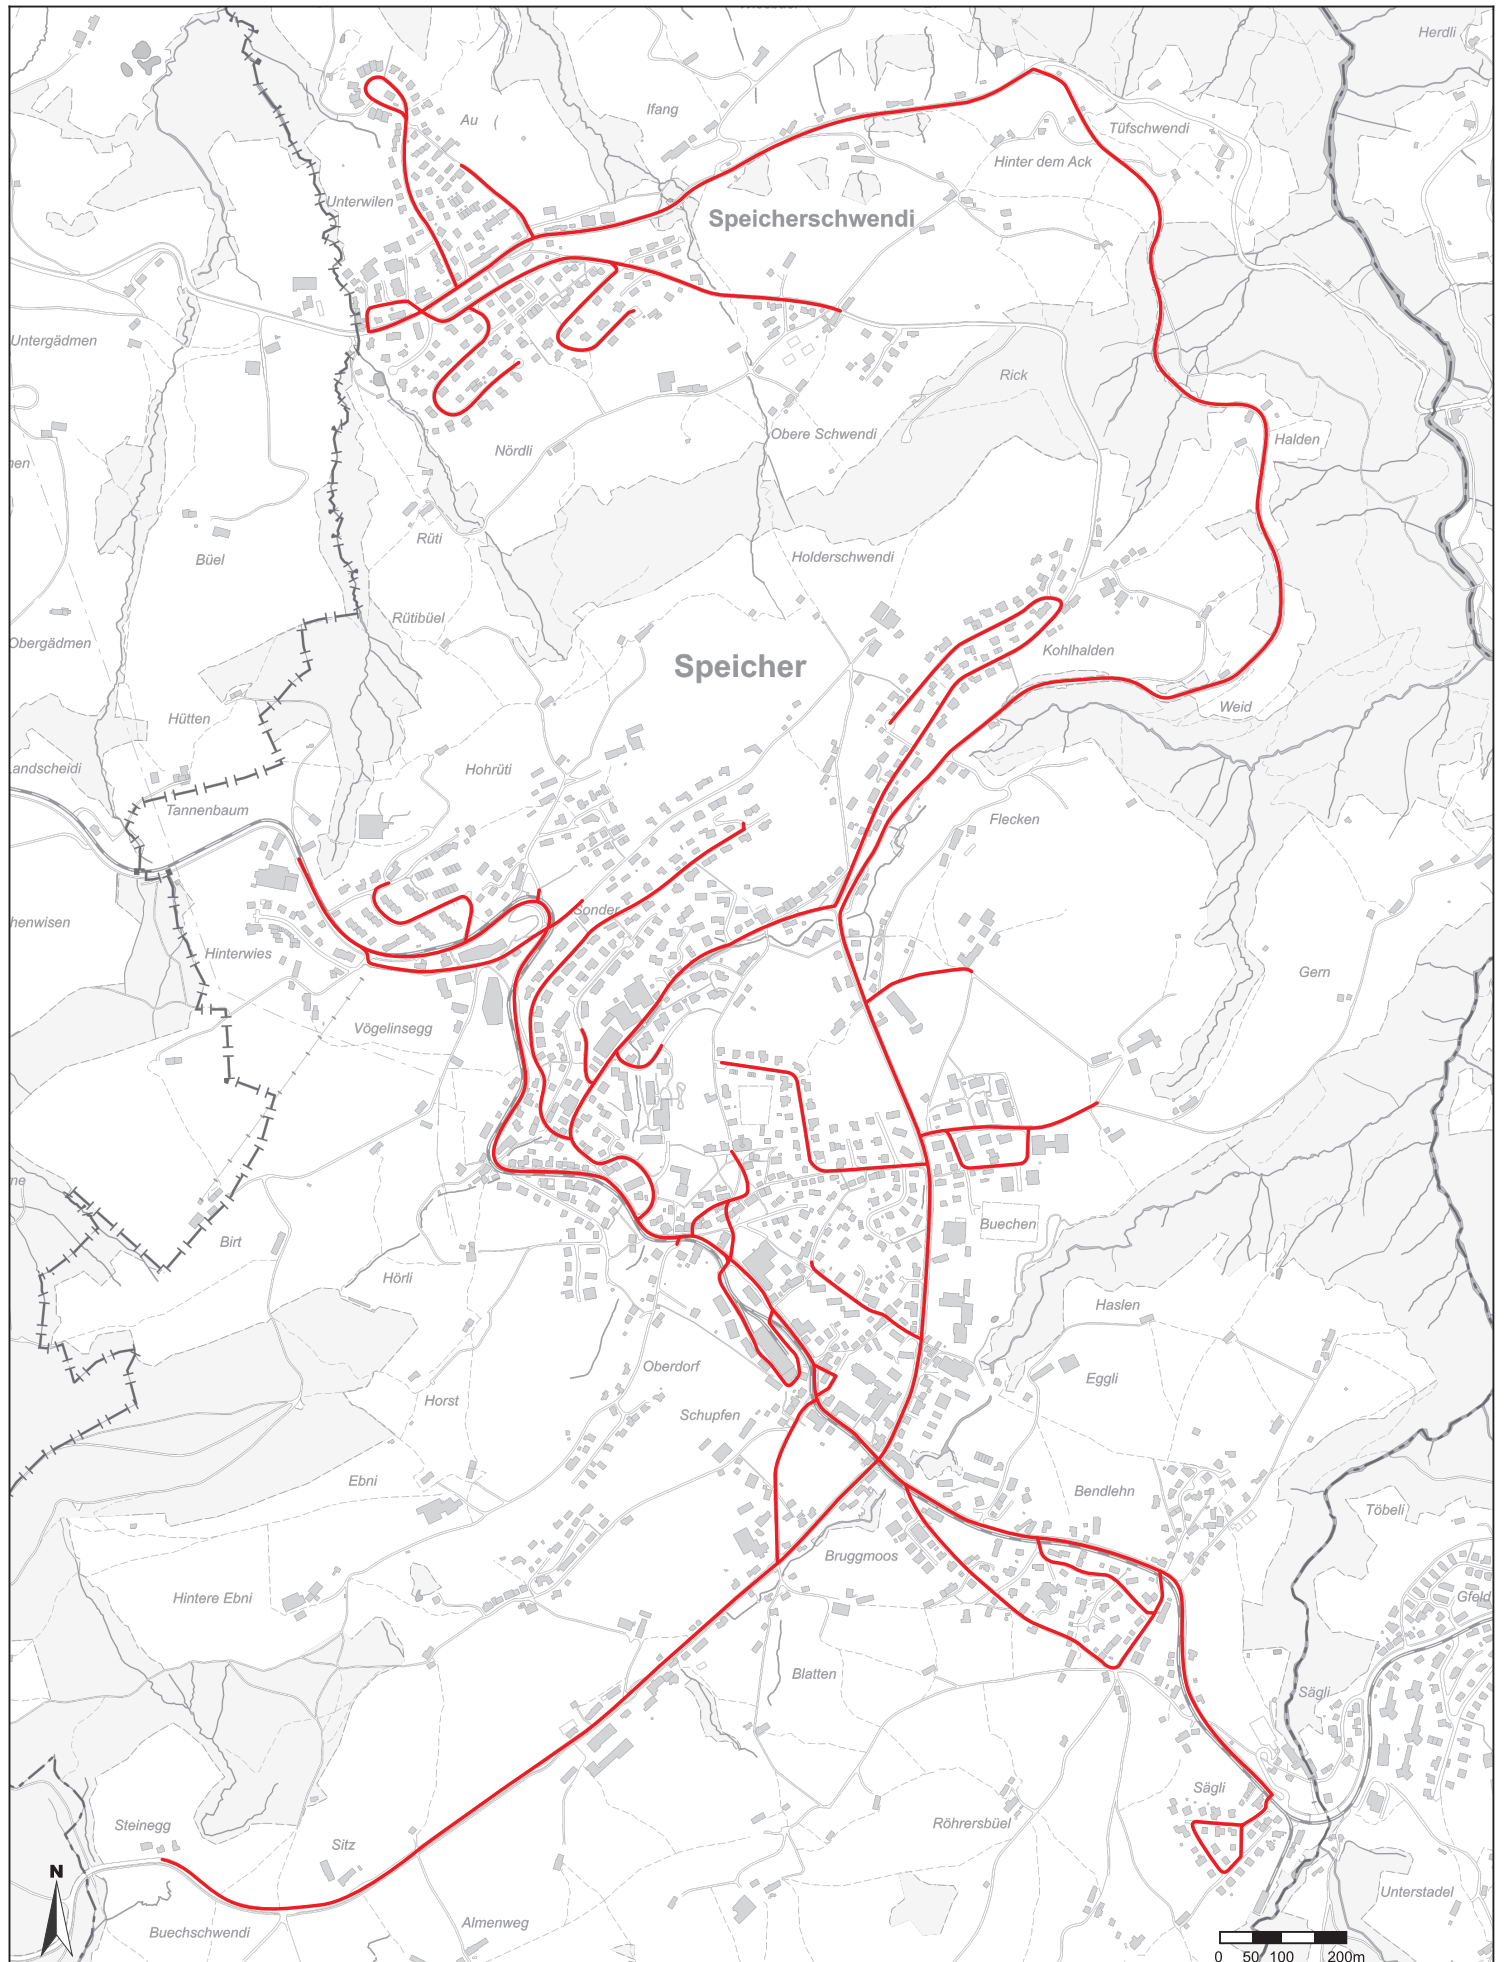 Herdli
Ifang
Au
Tüfschwendi
Hinter dem Ack
Unterwilen
Speicherschwendi
Untergädmen
Rick
Obere Schwendi
Halden
Nördli
Rüti
Büel
Holderschwendi
Rütibüel
Obergädmen
Kohlhalden
Speicher
Weid
Hütten
Hohrüti
Tannenbaum
Flecken
Sonder
Hinterwies
Gern
Vögelinsegg
Buechen
Birt
Hörli
Haslen
Oberdorf
Eggli
Horst
Schupfen
Ebni
Bendlehn
Töbeli
Bruggmoos
Hintere Ebni
Gfeld
Blatten
Sägli
Sägli
Röhrersbüel
Steinegg
Sitz
N
Unterstadel
Almenweg
Buechschwendi
0 50 100 200m